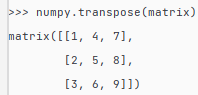 >>> numpy.transpose(matrix)
matrix([[1, 4, 7],
        [2, 5, 8],
        [3, 6, 9]])